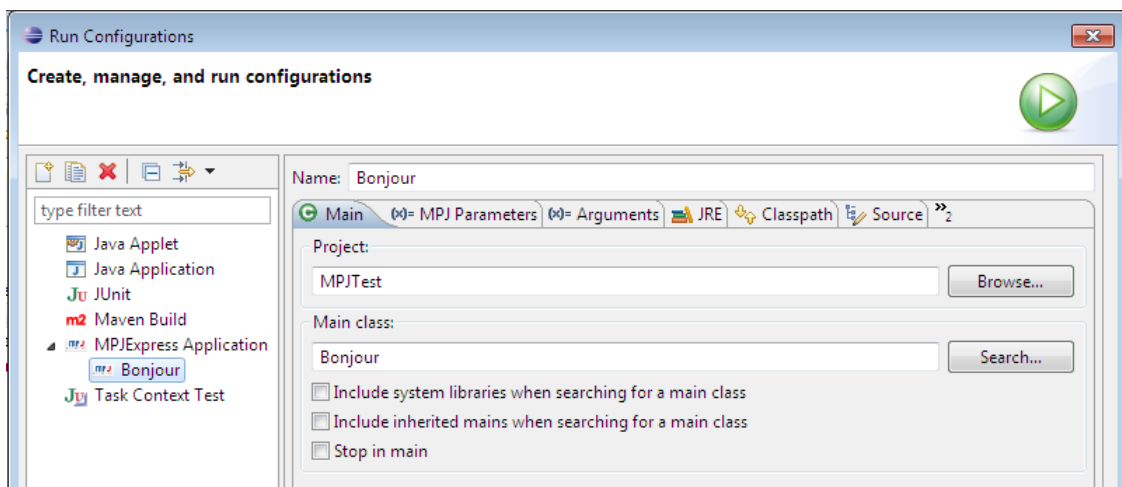 Run Configurations
Create, manage, and run configurations
Name: Bonjour
type filter text
Java Applet
Java Application
Ju JUnit
m2 Maven Build
MPJExpress Application
Bonjour
Ju Task Context Test
Main (x)= MPJ Parameters (x)= Arguments JRE Classpath Source »2
Project:
MPJTest Browse...
Main class:
Bonjour Search...
Include system libraries when searching for a main class
Include inherited mains when searching for a main class
Stop in main